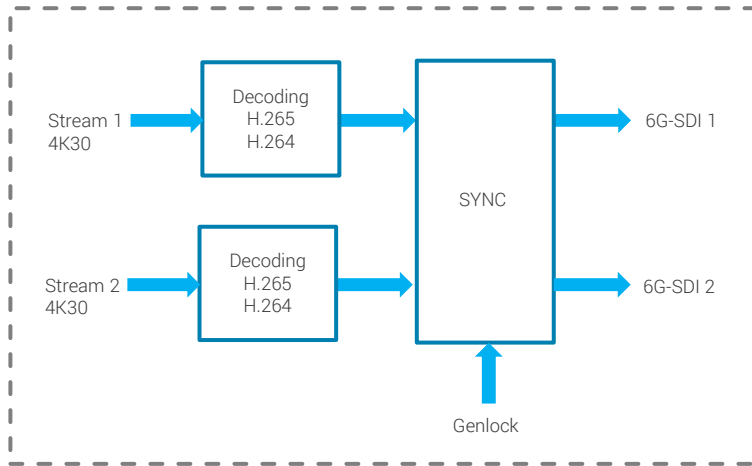 Stream 1
4K30
Decoding
H.265
H.264
SYNC
6G-SDI 1
Stream 2
4K30
Decoding
H.265
H.264
6G-SDI 2
Genlock